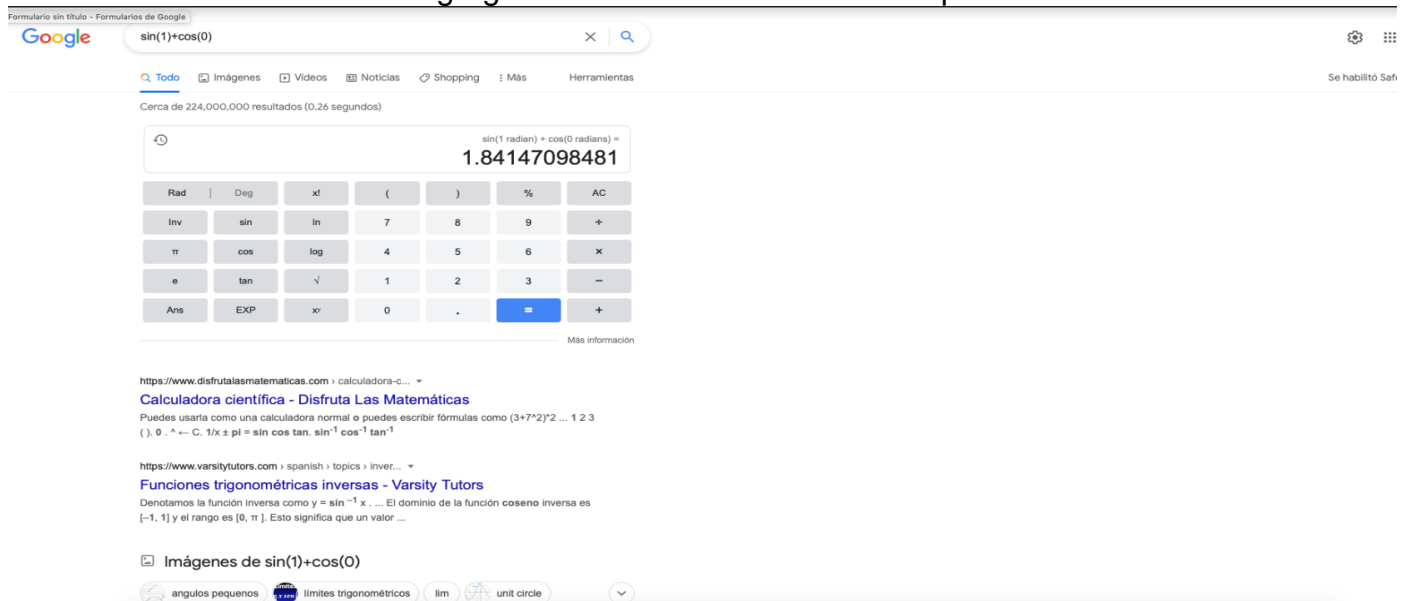 Formulario sin título - Formularios de Google
Google
sin(1)+cos(0)
Todo Imágenes Videos Noticias Shopping Más Herramientas
Se habilitó Safe
Cerca de 224,000,000 resultados (0.26 segundos)
sin(1 radian) + cos(0 radians) =
1.84147098481
Rad | Deg x! ( ) % AC
Inv sin ln 7 8 9 ÷
π cos log 4 5 6 ×
e tan √ 1 2 3 −
Ans EXP xʸ 0 . = +
Más información
https://www.disfrutalasmatematicas.com › calculadora-c...
Calculadora científica - Disfruta Las Matemáticas
Puedes usarla como una calculadora normal o puedes escribir fórmulas como (3+7^2)*2 ... 1 2 3
( ). 0 . ^ ← C. 1/x ± pi = sin cos tan. sin⁻¹ cos⁻¹ tan⁻¹
https://www.varsitytutors.com › spanish › topics › inver...
Funciones trigonométricas inversas - Varsity Tutors
Denotamos la función inversa como y = sin ⁻¹ x . ... El dominio de la función coseno inversa es
[–1, 1] y el rango es [0, π ]. Esto significa que un valor ...
Imágenes de sin(1)+cos(0)
angulos pequenos límites trigonométricos lim unit circle